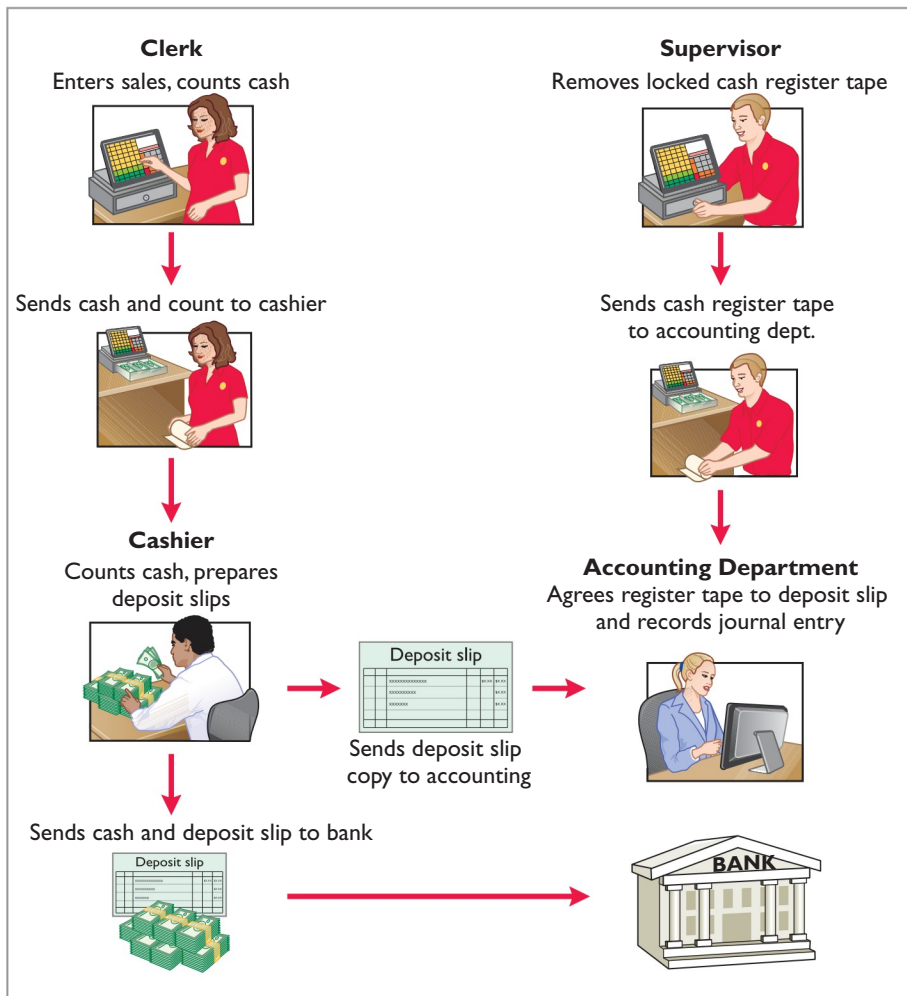 Clerk
Enters sales, counts cash
Supervisor
Removes locked cash register tape
Sends cash and count to cashier
Sends cash register tape
to accounting dept.
Cashier
Counts cash, prepares
deposit slips
Deposit slip
Sends deposit slip
copy to accounting
Accounting Department
Agrees register tape to deposit slip
and records journal entry
Sends cash and deposit slip to bank
Deposit slip
BANK